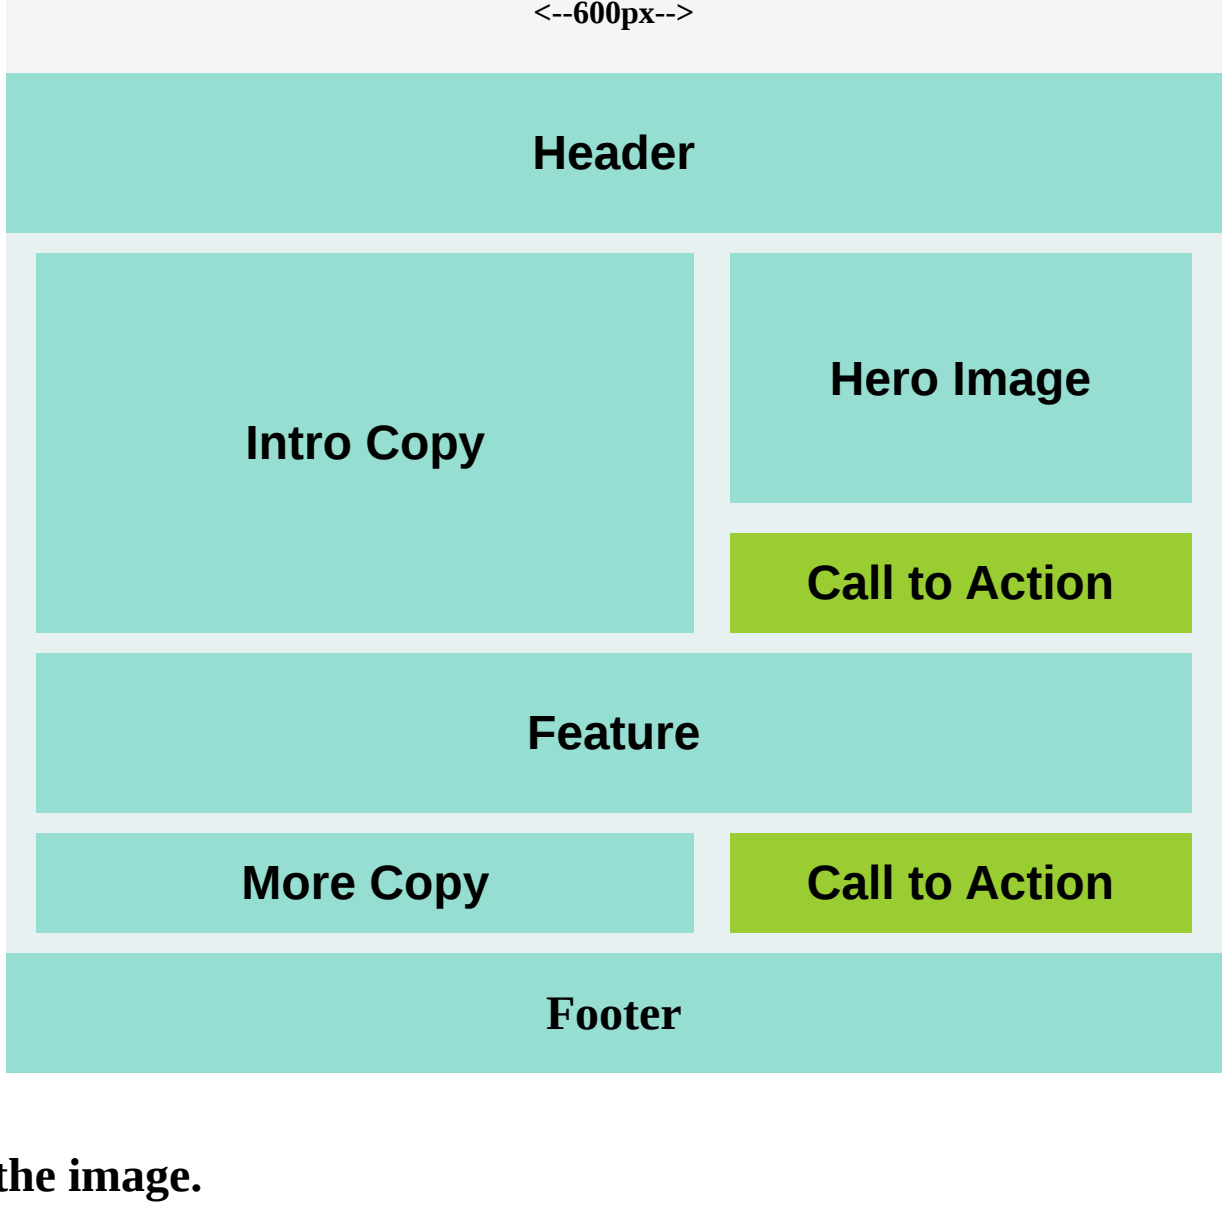 <--600px-->
Header
Intro Copy
Hero Image
Call to Action
Feature
More Copy
Call to Action
Footer
the image.